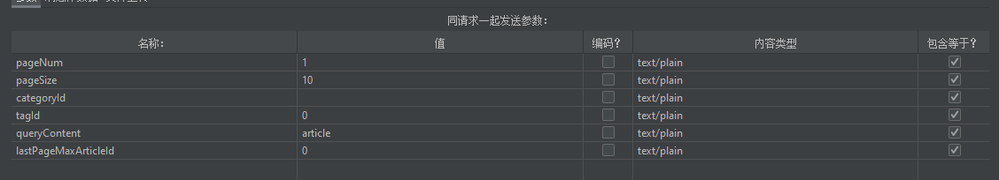 同请求一起发送参数：
名称： 值 编码？ 内容类型 包含等于？
pageNum 1 text/plain
pageSize 10 text/plain
categoryId text/plain
tagId 0 text/plain
queryContent article text/plain
lastPageMaxArticleId 0 text/plain